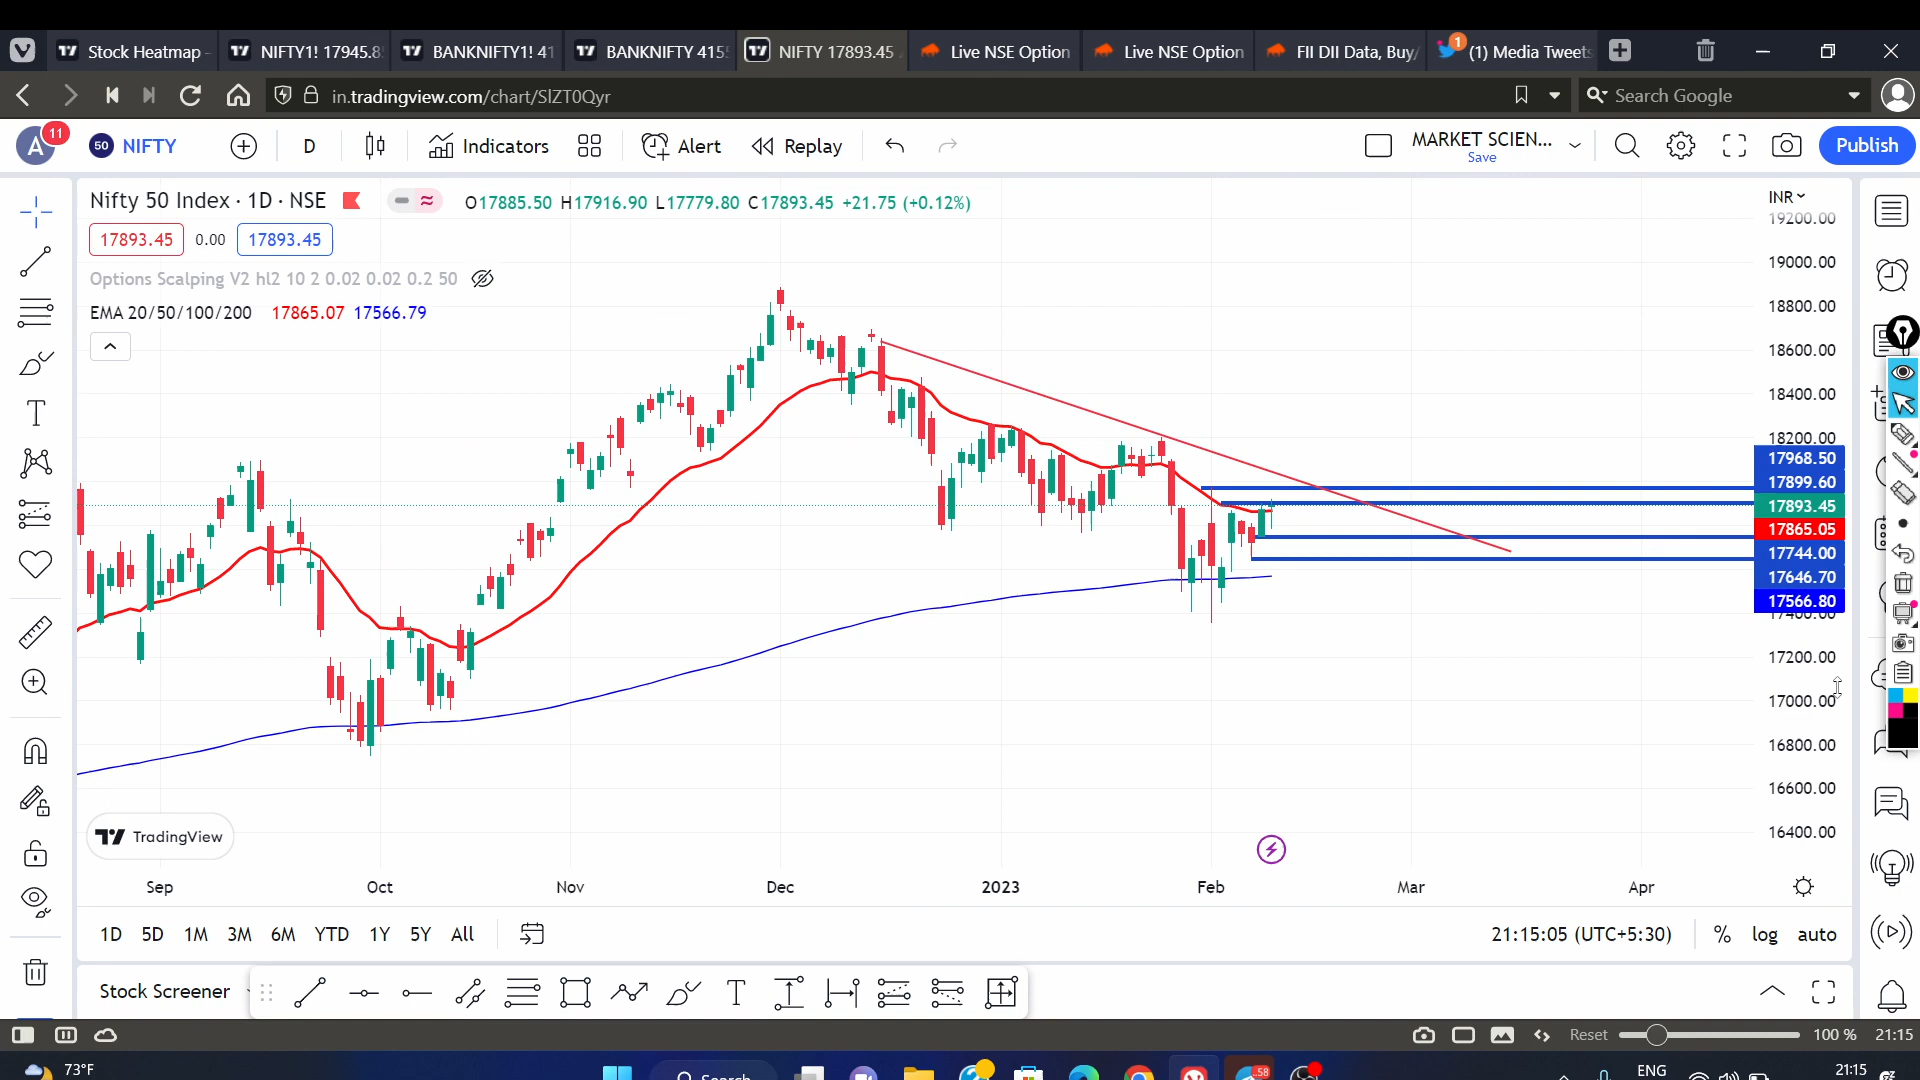 Stock Heatmap -
NIFTY1! 17945.8
BANKNIFTY1! 41
BANKNIFTY 415
NIFTY 17893.45
Live NSE Option
Live NSE Option
FII DII Data, Buy/
1
(1) Media Tweets
in.tradingview.com/chart/SlZT0Qyr
Search Google
A
11
50
NIFTY
D
Indicators
Alert
Replay
MARKET SCIEN...
Save
Publish
Nifty 50 Index · 1D · NSE
O17885.50 H17916.90 L17779.80 C17893.45 +21.75 (+0.12%)
17893.45
0.00
17893.45
Options Scalping V2 hl2 10 2 0.02 0.02 0.2 50
EMA 20/50/100/200 17865.07 17566.79
INR
19200.00
19000.00
18800.00
18600.00
18400.00
18200.00
17968.50
17899.60
17893.45
17865.05
17744.00
17646.70
17566.80
17400.00
17200.00
17000.00
16800.00
16600.00
16400.00
TradingView
Sep
Oct
Nov
Dec
2023
Feb
Mar
Apr
1D 5D 1M 3M 6M YTD 1Y 5Y All
21:15:05 (UTC+5:30)
% log auto
Stock Screener
Reset
100 %
21:15
73°F
Search
58
ENG
21:15